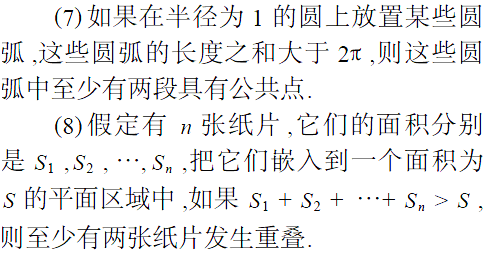 (7)如果在半径为 1 的圆上放置某些圆
弧,这些圆弧的长度之和大于 2π,则这些圆
弧中至少有两段具有公共点.
(8)假定有 n 张纸片,它们的面积分别
是 S₁,S₂,…,Sₙ,把它们嵌入到一个面积为
S 的平面区域中,如果 S₁ + S₂ + …+ Sₙ > S,
则至少有两张纸片发生重叠.